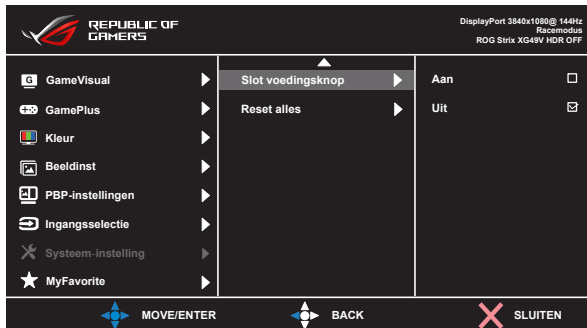 REPUBLIC OF
GAMERS
DisplayPort 3840x1080@ 144Hz
Racemodus
ROG Strix XG49V HDR OFF
G GameVisual
GamePlus
Kleur
Beeldinst
PBP-instellingen
Ingangsselectie
Systeem-instelling
MyFavorite
Slot voedingsknop
Reset alles
Aan
Uit
MOVE/ENTER
BACK
SLUITEN